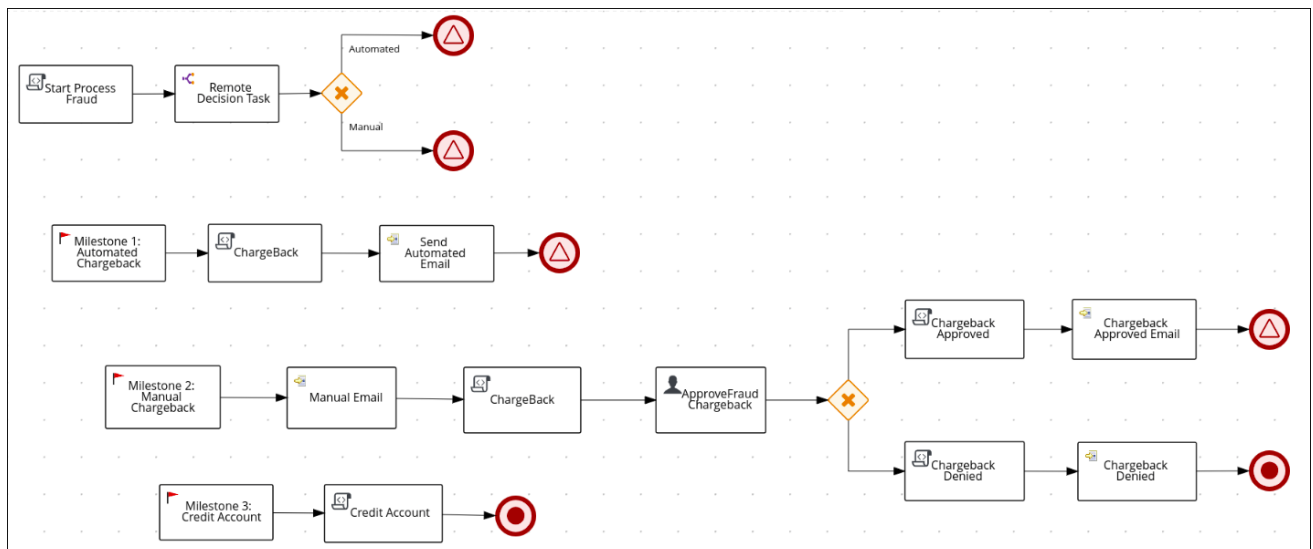 Automated
Start Process
Fraud
Remote
Decision Task
Manual
Milestone 1:
Automated
Chargeback
ChargeBack
Send
Automated
Email
Chargeback
Approved
Chargeback
Approved Email
Milestone 2:
Manual
Chargeback
Manual Email
ChargeBack
ApproveFraud
Chargeback
Chargeback
Denied
Chargeback
Denied
Milestone 3:
Credit Account
Credit Account